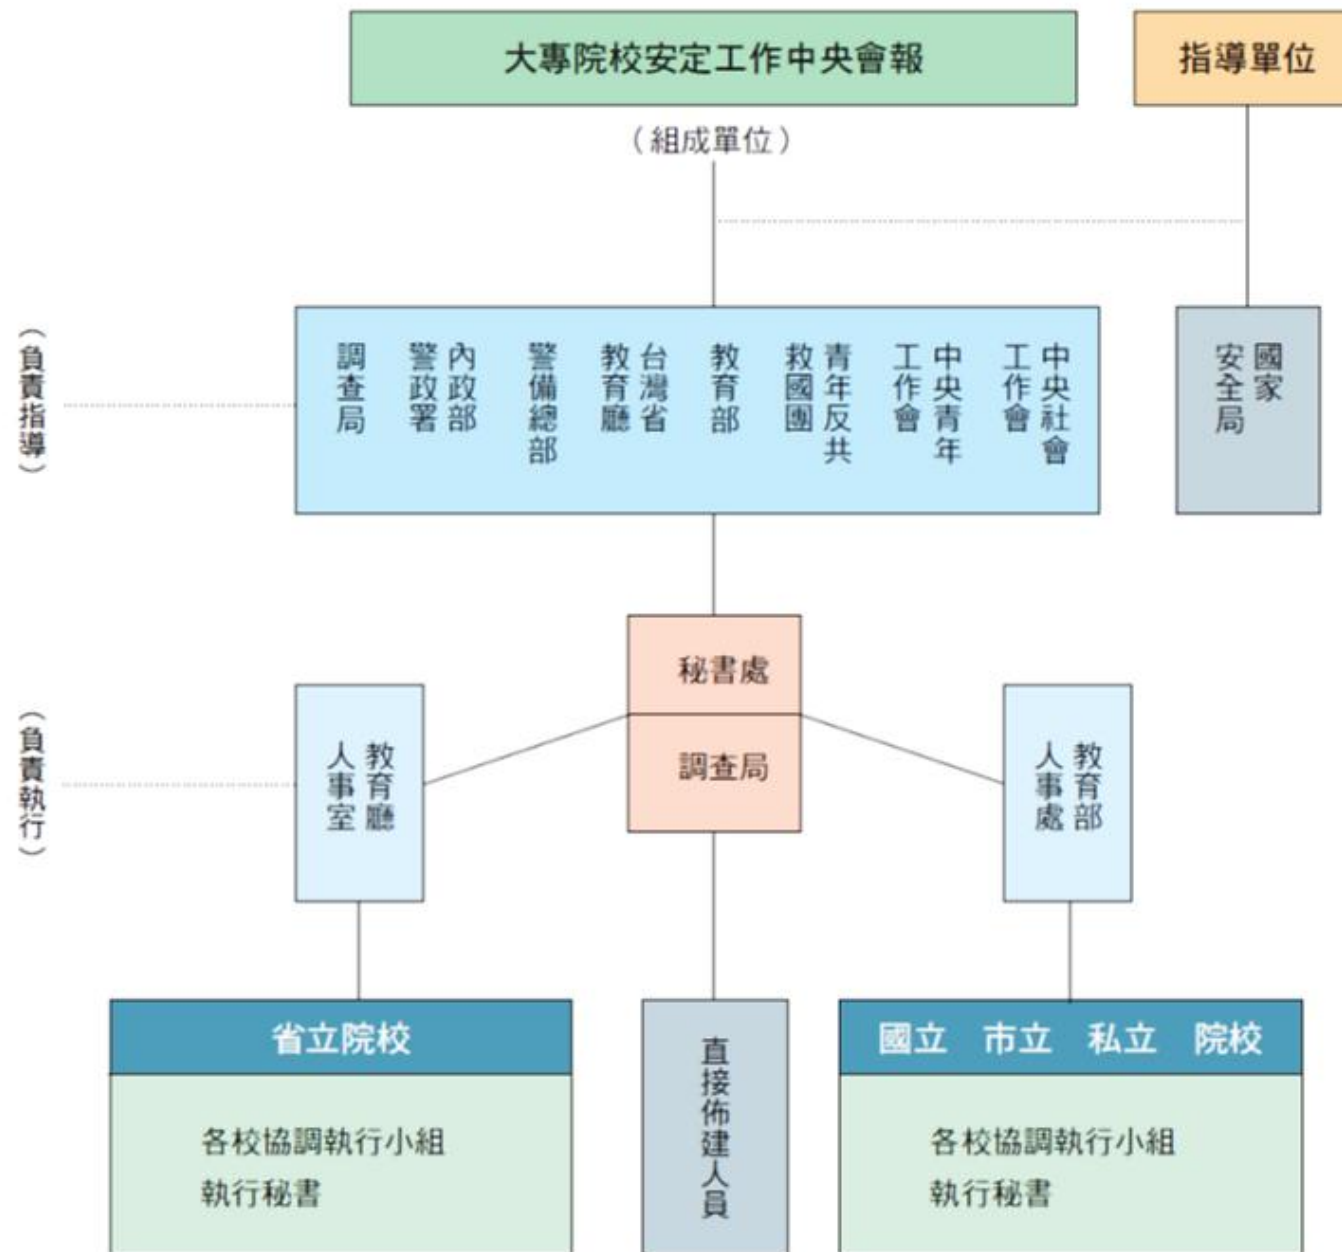 大專院校安定工作中央會報
指導單位
（組成單位）
（負責指導）
調查局
內政部
警政署
警備總部
台灣省
教育廳
教育部
青年反共
救國團
中央青年
工作會
中央社會
工作會
國家
安全局
秘書處
調查局
（負責執行）
教育廳
人事室
教育部
人事處
省立院校
各校協調執行小組
執行秘書
直接佈建人員
國立　市立　私立　院校
各校協調執行小組
執行秘書